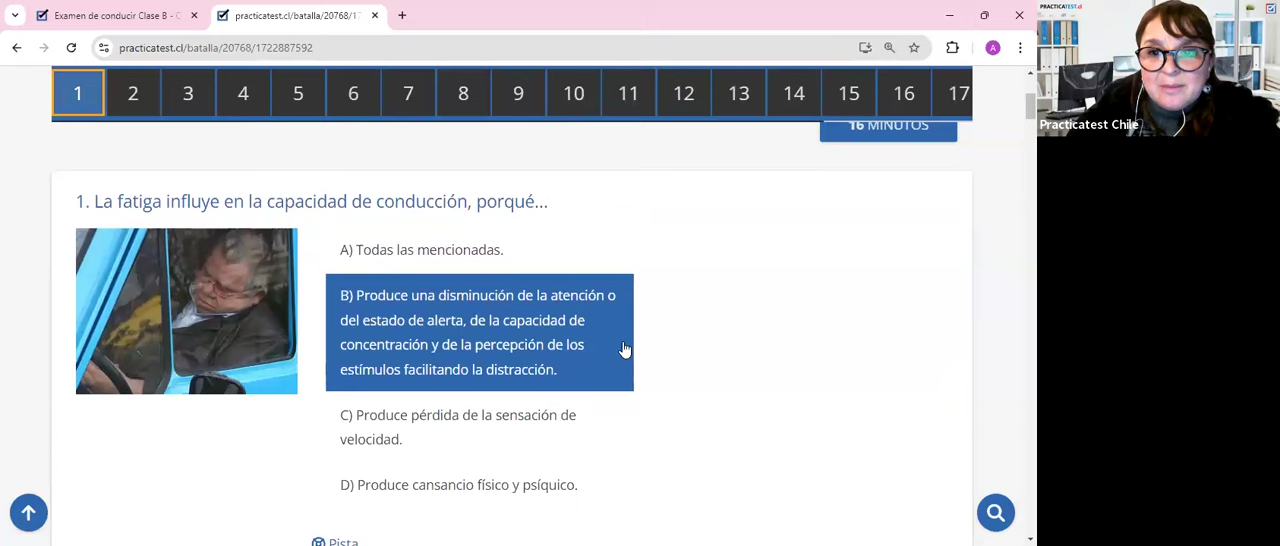 Examen de conducir Clase B - C
practicatest.cl/batalla/20768/17
practicatest.cl/batalla/20768/1722887592
A
PRACTICATEST.cl
1 2 3 4 5 6 7 8 9 10 11 12 13 14 15 16 17
16 MINUTOS
Practicatest Chile
1. La fatiga influye en la capacidad de conducción, porqué...
A) Todas las mencionadas.
B) Produce una disminución de la atención o
del estado de alerta, de la capacidad de
concentración y de la percepción de los
estímulos facilitando la distracción.
C) Produce pérdida de la sensación de
velocidad.
D) Produce cansancio físico y psíquico.
Pista